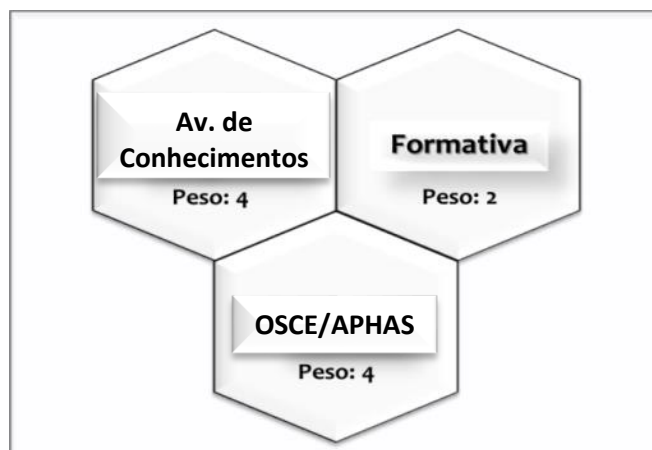 Av. de
Conhecimentos
Peso: 4
Formativa
Peso: 2
OSCE/APHAS
Peso: 4